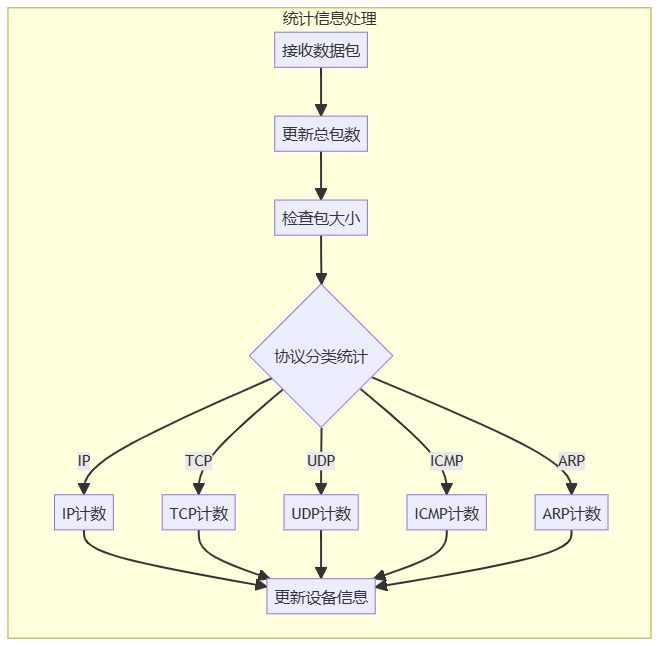 统计信息处理
接收数据包
更新总包数
检查包大小
协议分类统计
IP
TCP
UDP
ICMP
ARP
IP计数
TCP计数
UDP计数
ICMP计数
ARP计数
更新设备信息